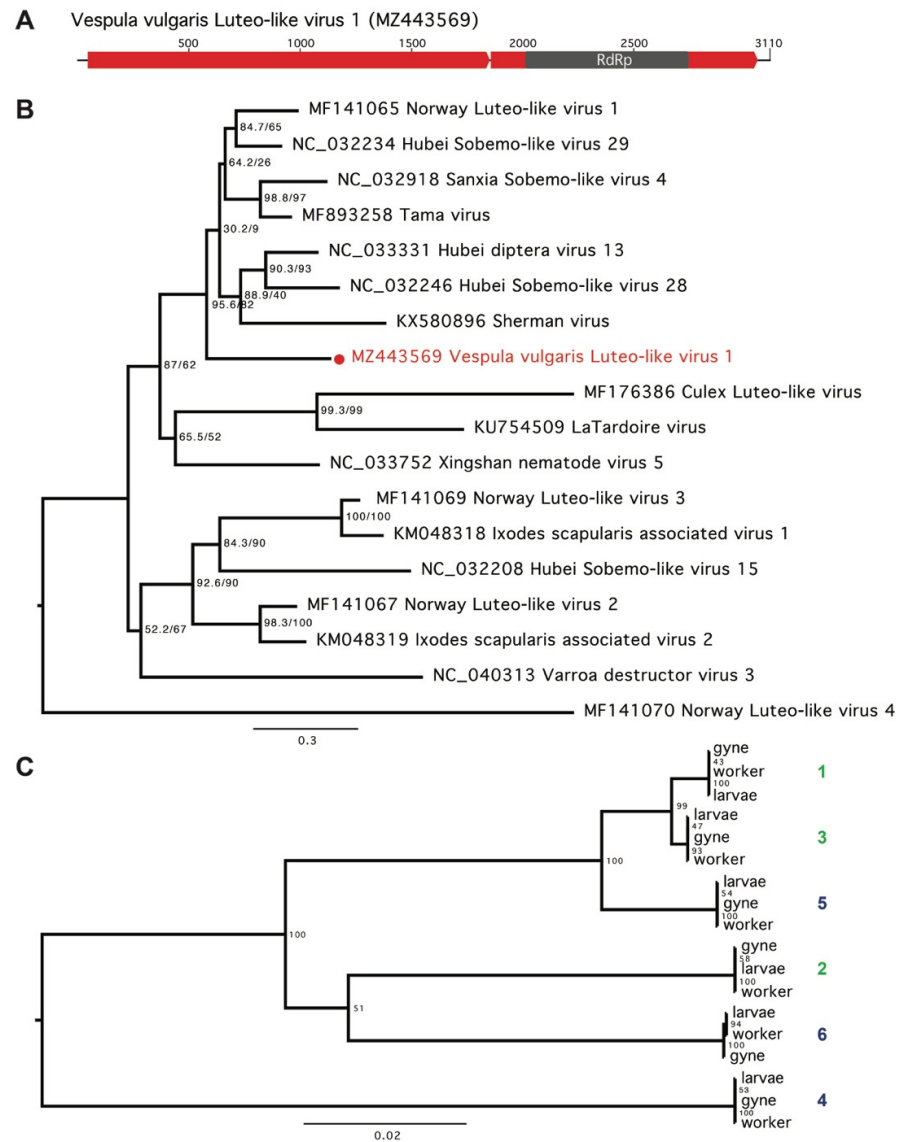 A
Vespula vulgaris Luteo-like virus 1 (MZ443569)
500 1000 1500 2000 2500 3110
RdRp
B
MF141065 Norway Luteo-like virus 1
84.7/65
NC_032234 Hubei Sobemo-like virus 29
64.2/26
NC_032918 Sanxia Sobemo-like virus 4
98.8/97
MF893258 Tama virus
30.2/9
NC_033331 Hubei diptera virus 13
90.3/93
NC_032246 Hubei Sobemo-like virus 28
88.9/40
95.6/82
KX580896 Sherman virus
MZ443569 Vespula vulgaris Luteo-like virus 1
87/62
MF176386 Culex Luteo-like virus
99.3/99
KU754509 LaTardoire virus
65.5/52
NC_033752 Xingshan nematode virus 5
MF141069 Norway Luteo-like virus 3
100/100
KM048318 Ixodes scapularis associated virus 1
84.3/90
NC_032208 Hubei Sobemo-like virus 15
92.6/90
MF141067 Norway Luteo-like virus 2
98.3/100
52.2/67
KM048319 Ixodes scapularis associated virus 2
NC_040313 Varroa destructor virus 3
MF141070 Norway Luteo-like virus 4
0.3
C
gyne
43
worker 1
100
larvae
99
larvae
47
gyne 3
93
worker
100
larvae
54
gyne 5
100
worker
100
gyne
58
larvae 2
100
worker
51
larvae
94
worker 6
100
gyne
larvae
53
gyne 4
100
worker
0.02